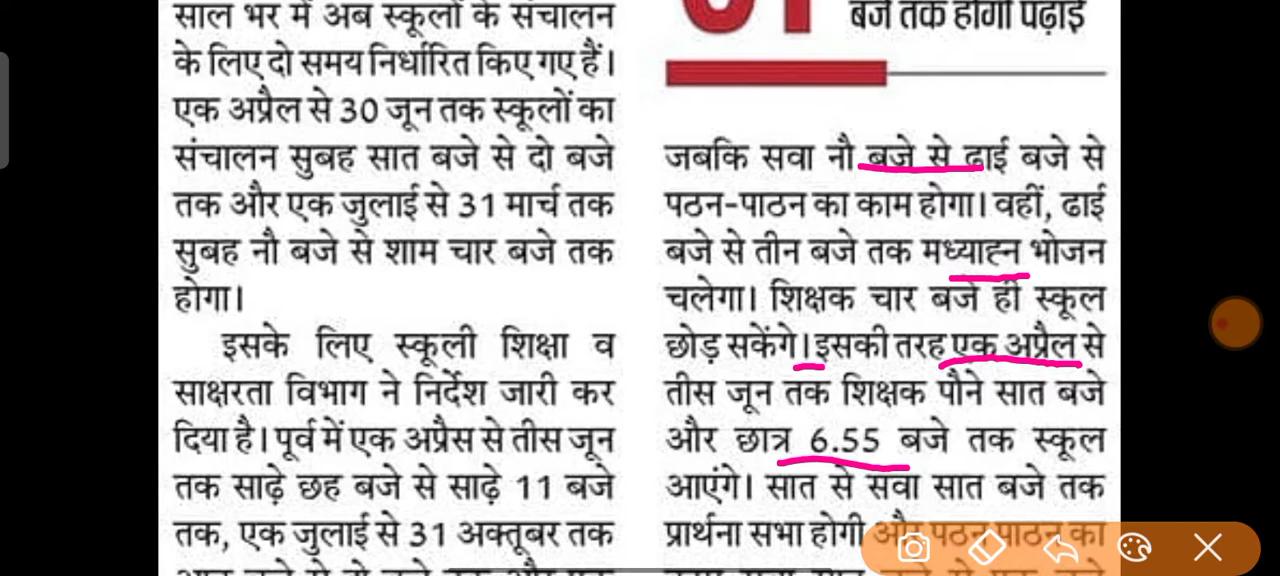 साल भर में अब स्कूलों के संचालन
के लिए दो समय निर्धारित किए गए हैं।
एक अप्रैल से 30 जून तक स्कूलों का
संचालन सुबह सात बजे से दो बजे
तक और एक जुलाई से 31 मार्च तक
सुबह नौ बजे से शाम चार बजे तक
होगा।
इसके लिए स्कूली शिक्षा व
साक्षरता विभाग ने निर्देश जारी कर
दिया है। पूर्व में एक अप्रैस से तीस जून
तक साढ़े छह बजे से साढ़े 11 बजे
तक, एक जुलाई से 31 अक्तूबर तक
बजे तक होगी पढ़ाई
जबकि सवा नौ बजे से ढाई बजे से
पठन-पाठन का काम होगा। वहीं, ढाई
बजे से तीन बजे तक मध्याह्न भोजन
चलेगा। शिक्षक चार बजे ही स्कूल
छोड़ सकेंगे। इसकी तरह एक अप्रैल से
तीस जून तक शिक्षक पौने सात बजे
और छात्र 6.55 बजे तक स्कूल
आएंगे। सात से सवा सात बजे तक
प्रार्थना सभा होगी और पठन पाठन का